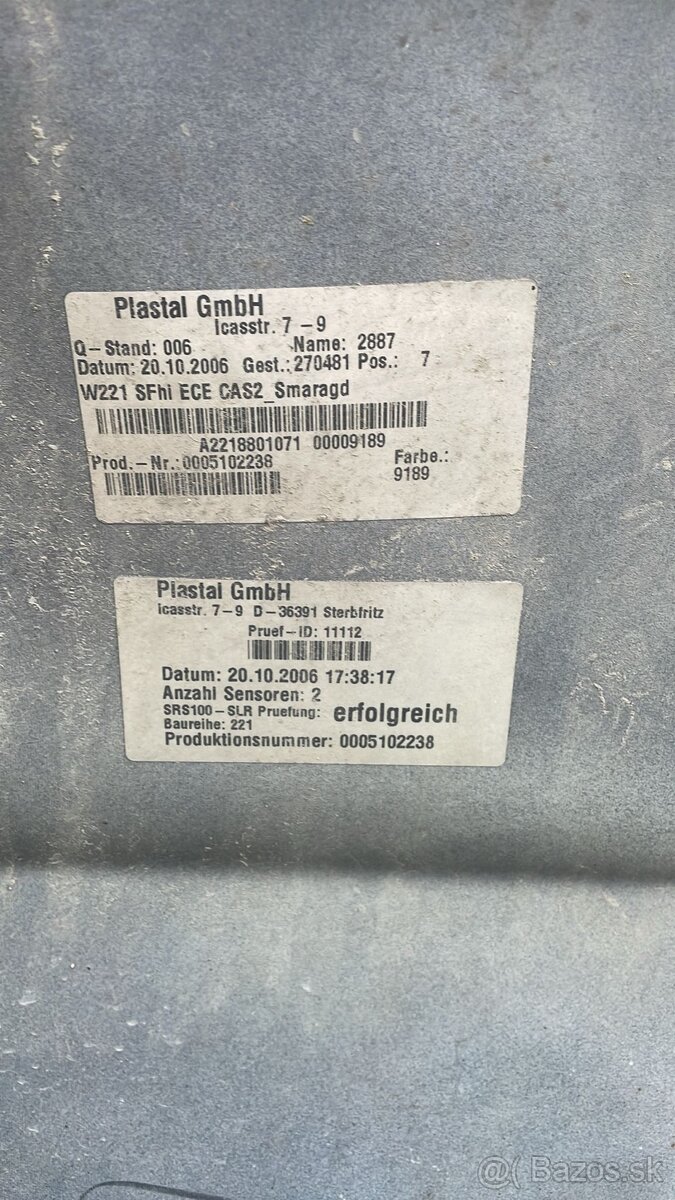 Plastal GmbH
Icasstr. 7-9
Q-Stand: 006 Name: 2887
Datum: 20.10.2006 Gest.: 270481 Pos.: 7
W221 SFhi ECE CAS2_Smaragd
A2218801071 00009189
Prod.-Nr.:0005102238 Farbe.:
9189
Plastal GmbH
Icasstr. 7-9 D-36391 Sterbfritz
Pruef-ID: 11112
Datum: 20.10.2006 17:38:17
Anzahl Sensoren: 2
SRS100-SLR Pruefung: erfolgreich
Baureihe: 221
Produktionsnummer: 0005102238
@( Bazos.sk